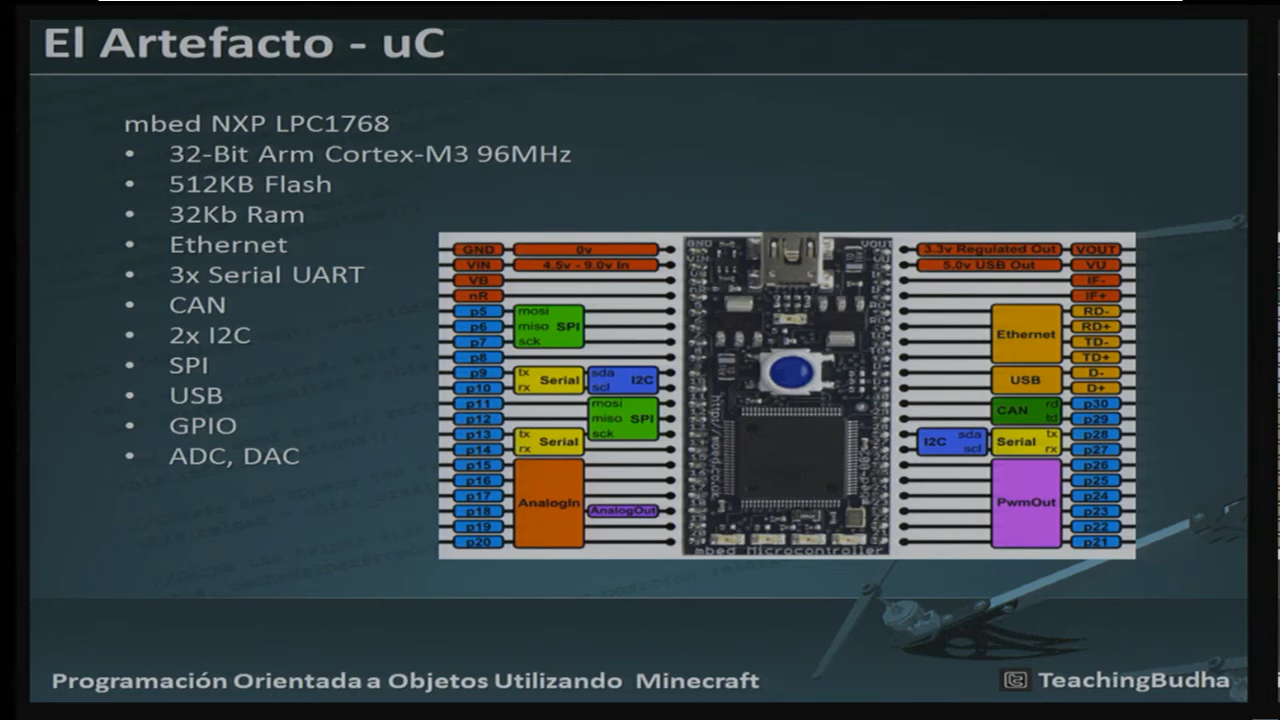 El Artefacto - uC
mbed NXP LPC1768
• 32-Bit Arm Cortex-M3 96MHz
• 512KB Flash
• 32Kb Ram
• Ethernet
• 3x Serial UART
• CAN
• 2x I2C
• SPI
• USB
• GPIO
• ADC, DAC
GND 0v
VIN 4.5v - 9.0v In
VB
nR
p5 mosi
p6 miso SPI
p7 sck
p8
p9 tx Serial sda I2C
p10 rx scl
p11 mosi
p12 miso SPI
p13 tx Serial sck
p14 rx
p15
p16
p17 AnalogIn
p18 AnalogOut
p19
p20
GND
VOUT
mbed Microcontroller
3.3v Regulated Out VOUT
5.0v USB Out VU
IF-
IF+
RD-
Ethernet RD+
TD-
TD+
USB D-
D+
CAN rd p30
td p29
I2C sda Serial tx p28
scl rx p27
p26
p25
PwmOut p24
p23
p22
p21
Programación Orientada a Objetos Utilizando Minecraft
TeachingBudha